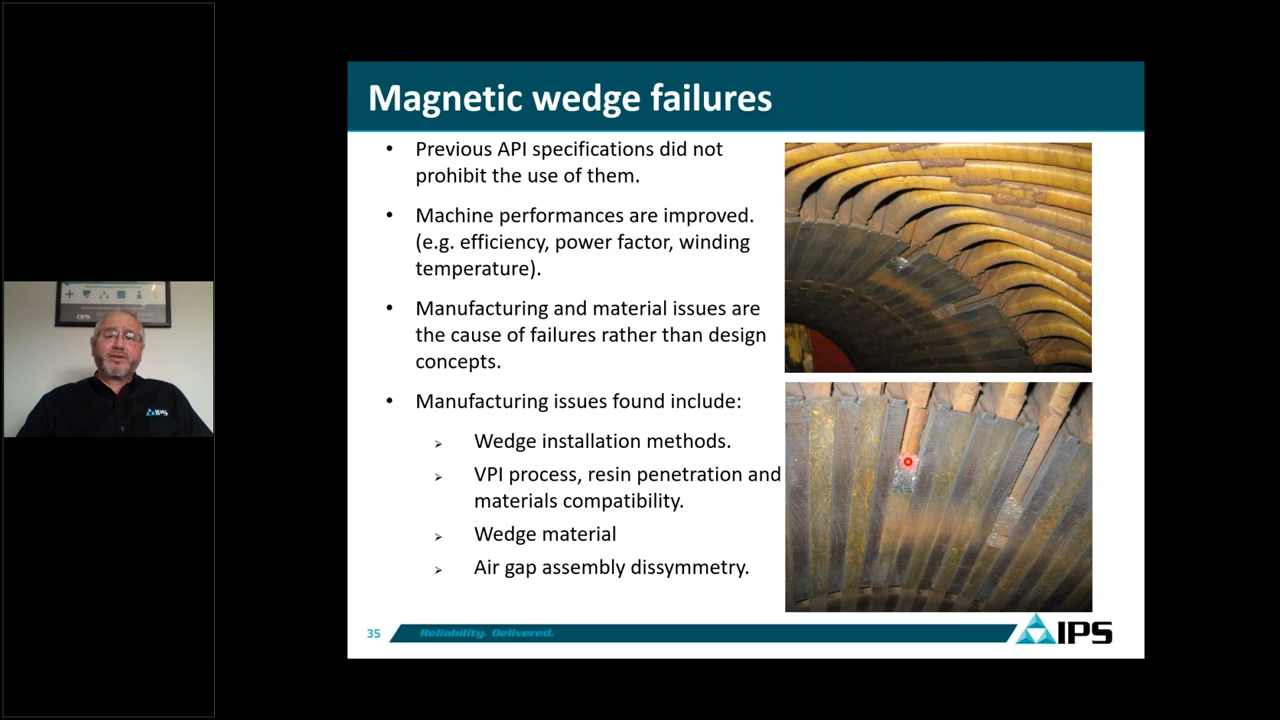 Magnetic wedge failures
• Previous API specifications did not
prohibit the use of them.
• Machine performances are improved.
(e.g. efficiency, power factor, winding
temperature).
• Manufacturing and material issues are
the cause of failures rather than design
concepts.
• Manufacturing issues found include:
➢ Wedge installation methods.
➢ VPI process, resin penetration and
materials compatibility.
➢ Wedge material
➢ Air gap assembly dissymmetry.
35
Reliability. Delivered.
IPS
IPS